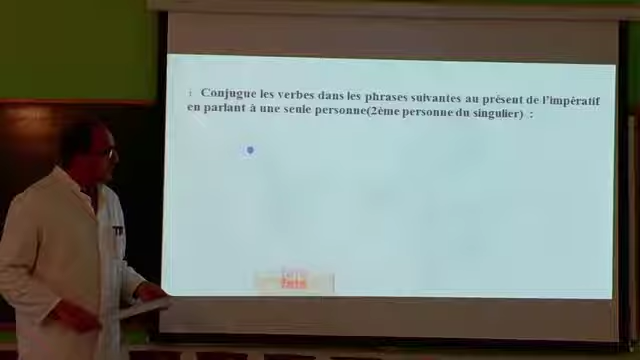 : Conjugue les verbes dans les phrases suivantes au présent de l'impératif
en parlant à une seule personne(2ème personne du singulier) :